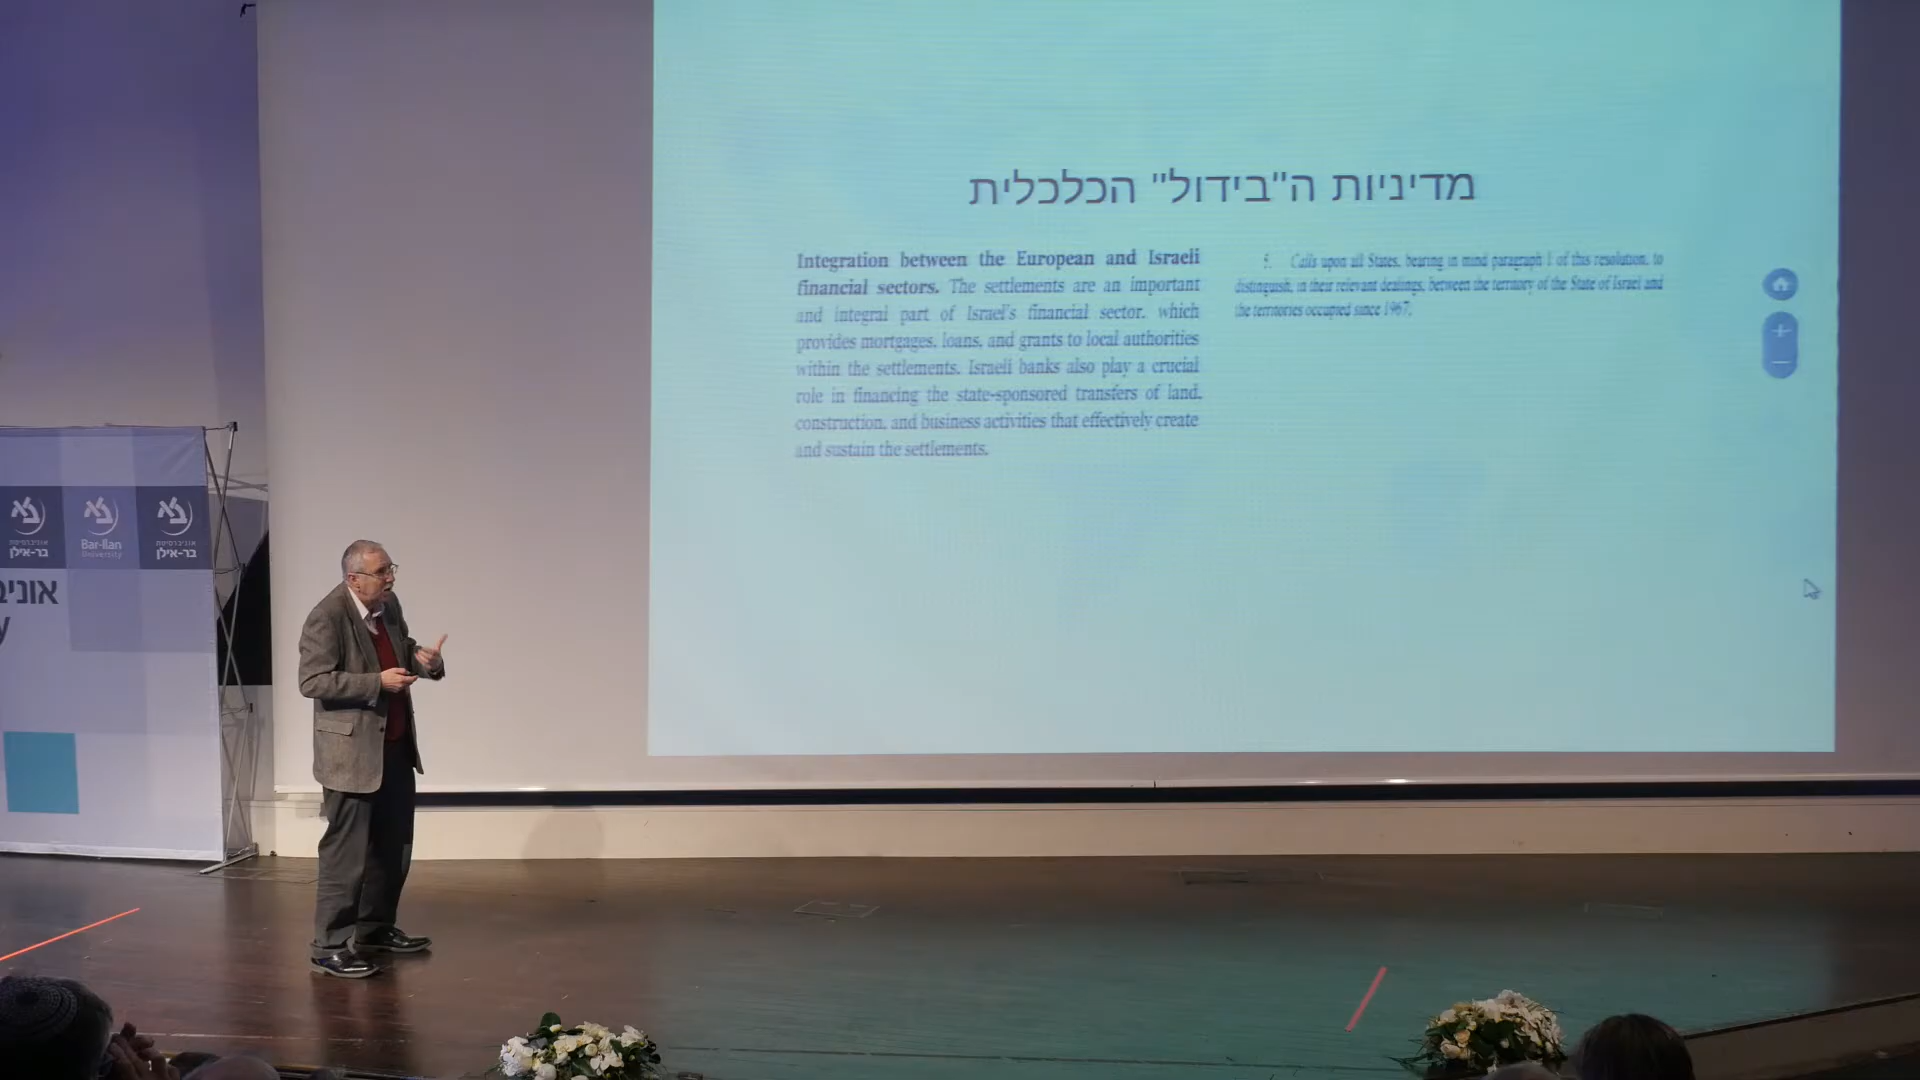 מדיניות ה"בידול" הכלכלית
Integration between the European and Israeli
financial sectors. The settlements are an important
and integral part of Israel's financial sector, which
provides mortgages, loans, and grants to local authorities
within the settlements. Israeli banks also play a crucial
role in financing the state-sponsored transfers of land,
construction, and business activities that effectively create
and sustain the settlements.
5. Calls upon all States, bearing in mind paragraph 1 of this resolution, to
distinguish, in their relevant dealings, between the territory of the State of Israel and
the territories occupied since 1967;
אוניברסיטת
בר-אילן
Bar-Ilan
University
אוניברסיטת
בר-אילן
אוניב
y